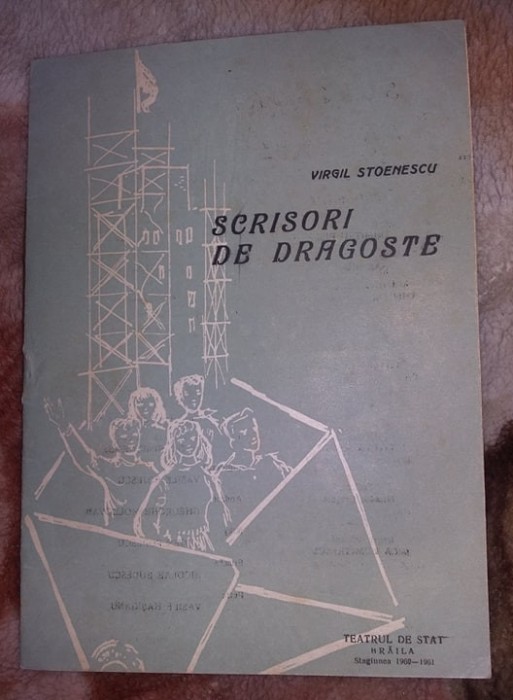 VIRGIL STOENESCU
SCRISORI
DE DRAGOSTE
TEATRUL DE STAT
BRĂILA
Stagiunea 1960—1961